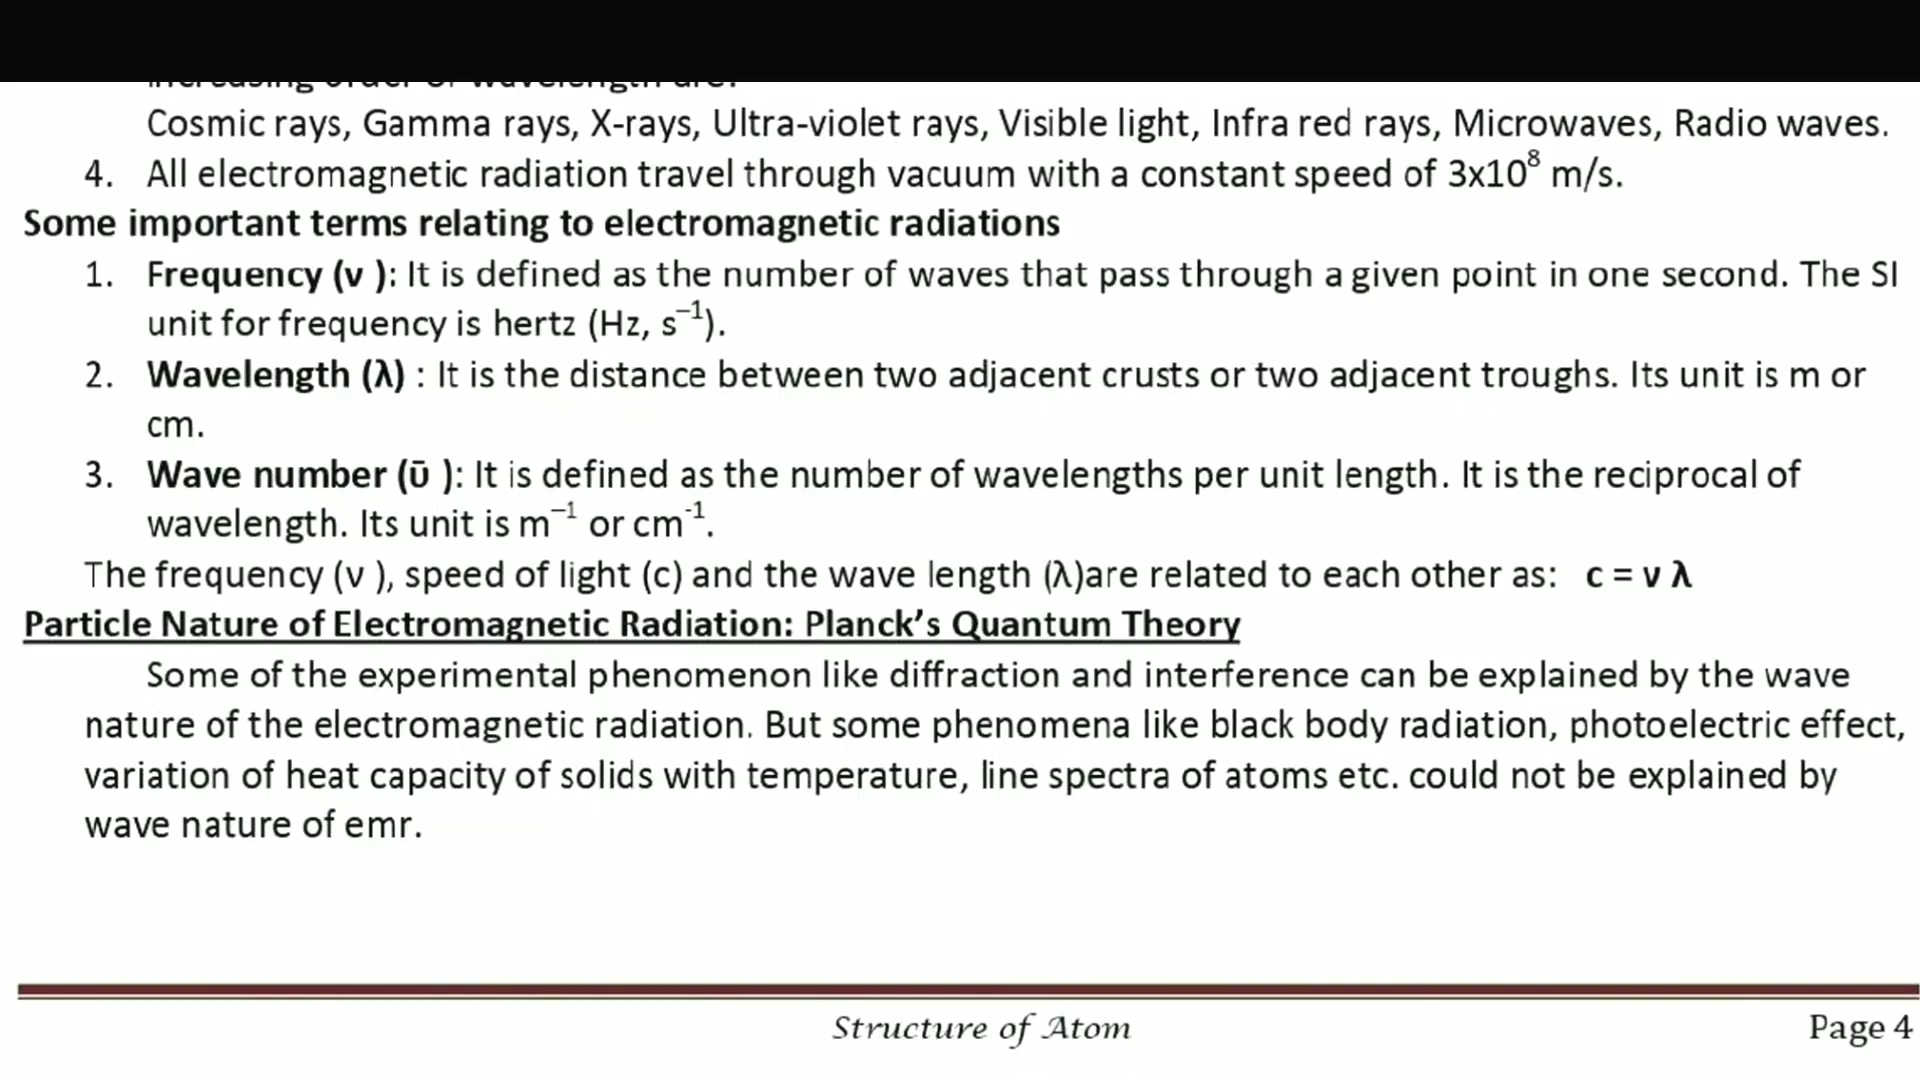 increasing order of wavelength are:
Cosmic rays, Gamma rays, X-rays, Ultra-violet rays, Visible light, Infra red rays, Microwaves, Radio waves.
4. All electromagnetic radiation travel through vacuum with a constant speed of 3x10⁸ m/s.
Some important terms relating to electromagnetic radiations
1. Frequency (ν ): It is defined as the number of waves that pass through a given point in one second. The SI
unit for frequency is hertz (Hz, s⁻¹).
2. Wavelength (λ) : It is the distance between two adjacent crusts or two adjacent troughs. Its unit is m or
cm.
3. Wave number (ῡ ): It is defined as the number of wavelengths per unit length. It is the reciprocal of
wavelength. Its unit is m⁻¹ or cm⁻¹.
The frequency (ν ), speed of light (c) and the wave length (λ)are related to each other as: c = ν λ
Particle Nature of Electromagnetic Radiation: Planck’s Quantum Theory
Some of the experimental phenomenon like diffraction and interference can be explained by the wave
nature of the electromagnetic radiation. But some phenomena like black body radiation, photoelectric effect,
variation of heat capacity of solids with temperature, line spectra of atoms etc. could not be explained by
wave nature of emr.
Structure of Atom
Page 4